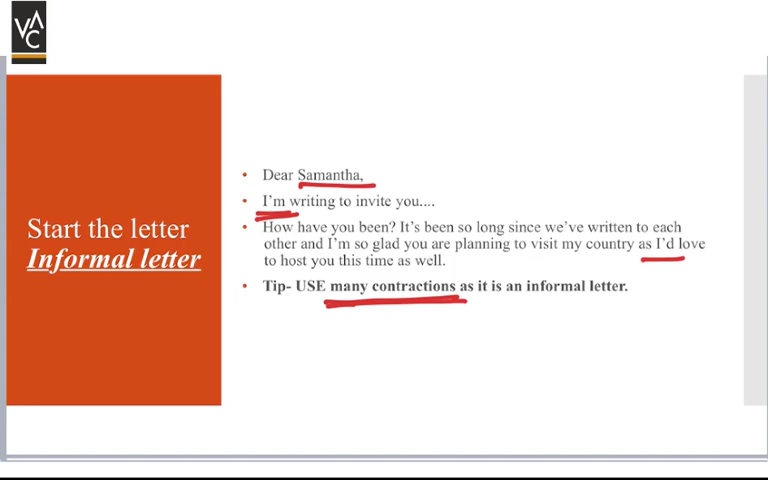 VAC
Start the letter
Informal letter
• Dear Samantha,
• I'm writing to invite you....
• How have you been? It's been so long since we've written to each
other and I'm so glad you are planning to visit my country as I'd love
to host you this time as well.
• Tip- USE many contractions as it is an informal letter.